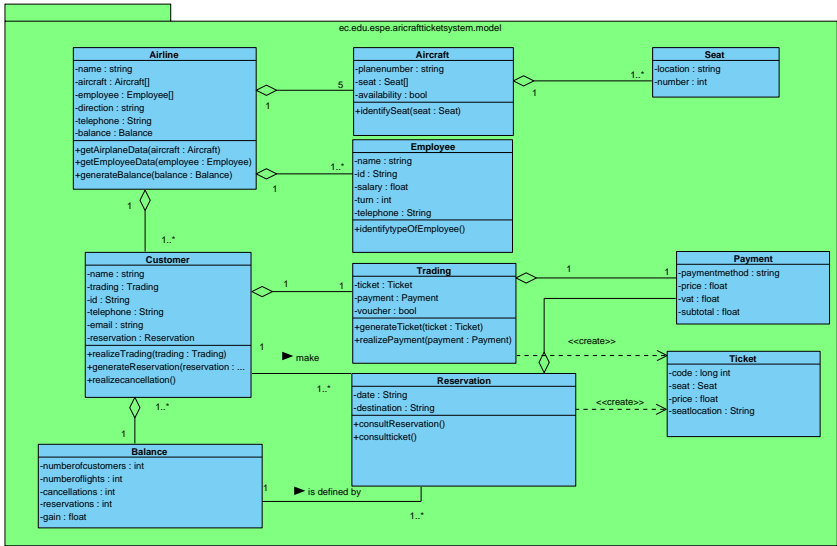 ec.edu.espe.aricraftticketsystem.model
Airline
-name : string
-aircraft : Aircraft[]
-employee : Employee[]
-direction : string
-telephone : String
-balance : Balance
+getAirplaneData(aircraft : Aircraft)
+getEmployeeData(employee : Employee)
+generateBalance(balance : Balance)
Aircraft
-planenumber : string
-seat : Seat[]
-availability : bool
+identifySeat(seat : Seat)
Seat
-location : string
-number : int
1
5
1
1..*
Employee
-name : string
-id : String
-salary : float
-turn : int
-telephone : String
+identifytypeOfEmployee()
1
1..*
1
1..*
Customer
-name : string
-trading : Trading
-id : String
-telephone : String
-email : string
-reservation : Reservation
+realizeTrading(trading : Trading)
+generateReservation(reservation : ...
+realizecancellation()
1
1
Trading
-ticket : Ticket
-payment : Payment
-voucher : bool
+generateTicket(ticket : Ticket)
+realizePayment(payment : Payment)
1
1
Payment
-paymentmethod : string
-price : float
-vat : float
-subtotal : float
<<create>>
1
make
1..*
Ticket
-code : long int
-seat : Seat
-price : float
-seatlocation : String
Reservation
-date : String
-destination : String
+consultReservation()
+consultticket()
<<create>>
1..*
1
Balance
-numberofcustomers : int
-numberoflights : int
-cancellations : int
-reservations : int
-gain : float
1
is defined by
1..*